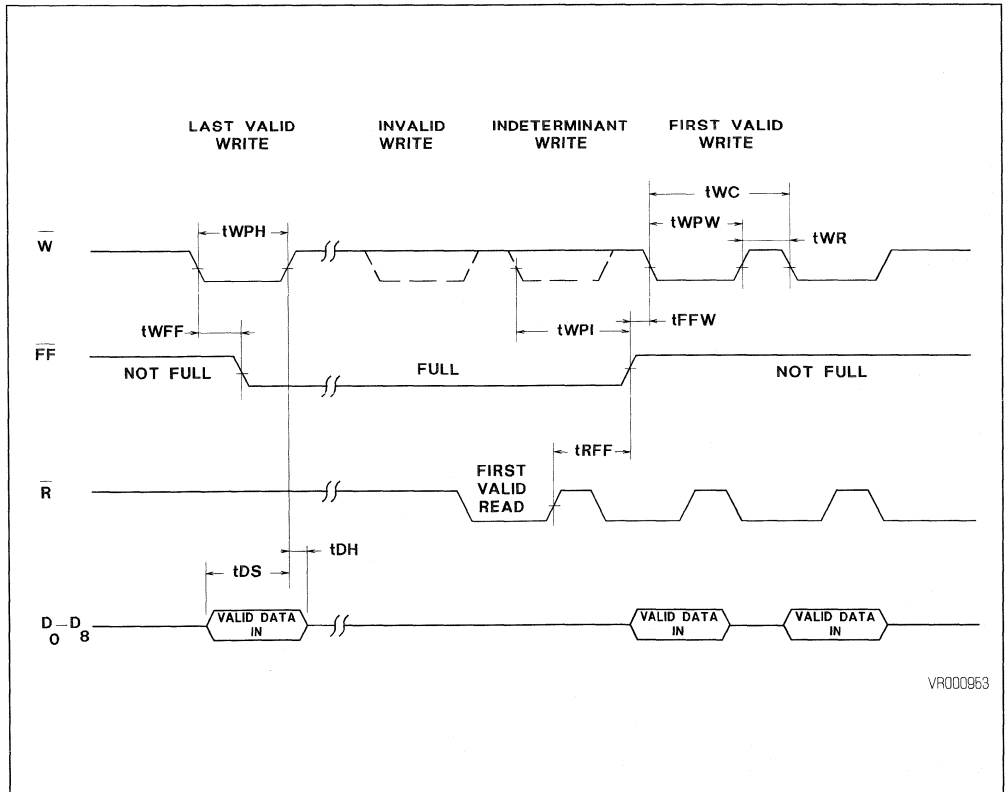 LAST VALID WRITE
INVALID WRITE
INDETERMINANT WRITE
FIRST VALID WRITE
tWC
tWPH
tWPW
tWR
W
tWFF
tWPI
tFFW
FF
NOT FULL
FULL
NOT FULL
tRFF
FIRST VALID READ
R
tDH
tDS
D0–D8
VALID DATA IN
VALID DATA IN
VALID DATA IN
VR000953